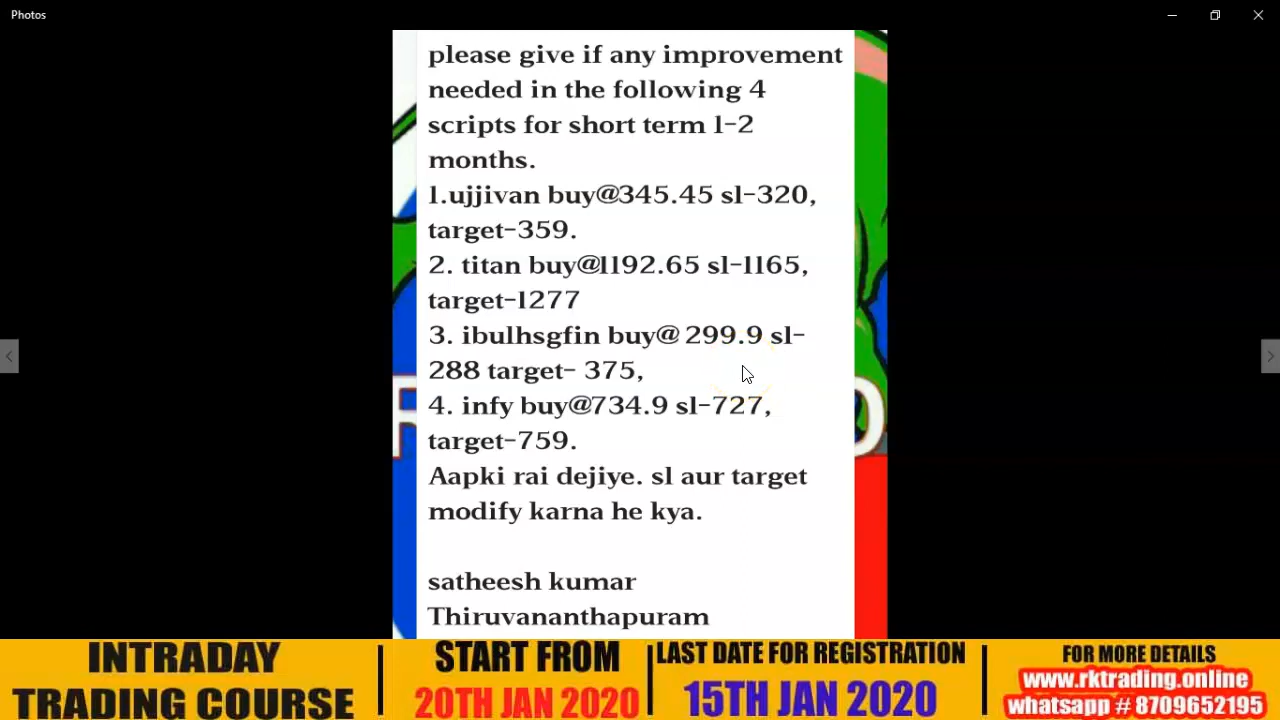 Photos
please give if any improvement
needed in the following 4
scripts for short term 1-2
months.
1.ujjivan buy@345.45 sl-320,
target-359.
2. titan buy@1192.65 sl-1165,
target-1277
3. ibulhsgfin buy@ 299.9 sl-
288 target- 375,
4. infy buy@734.9 sl-727,
target-759.
Aapki rai dejiye. sl aur target
modify karna he kya.
satheesh kumar
Thiruvananthapuram
INTRADAY
TRADING COURSE
START FROM
20TH JAN 2020
LAST DATE FOR REGISTRATION
15TH JAN 2020
FOR MORE DETAILS
www.rktrading.online
whatsapp # 8709652195